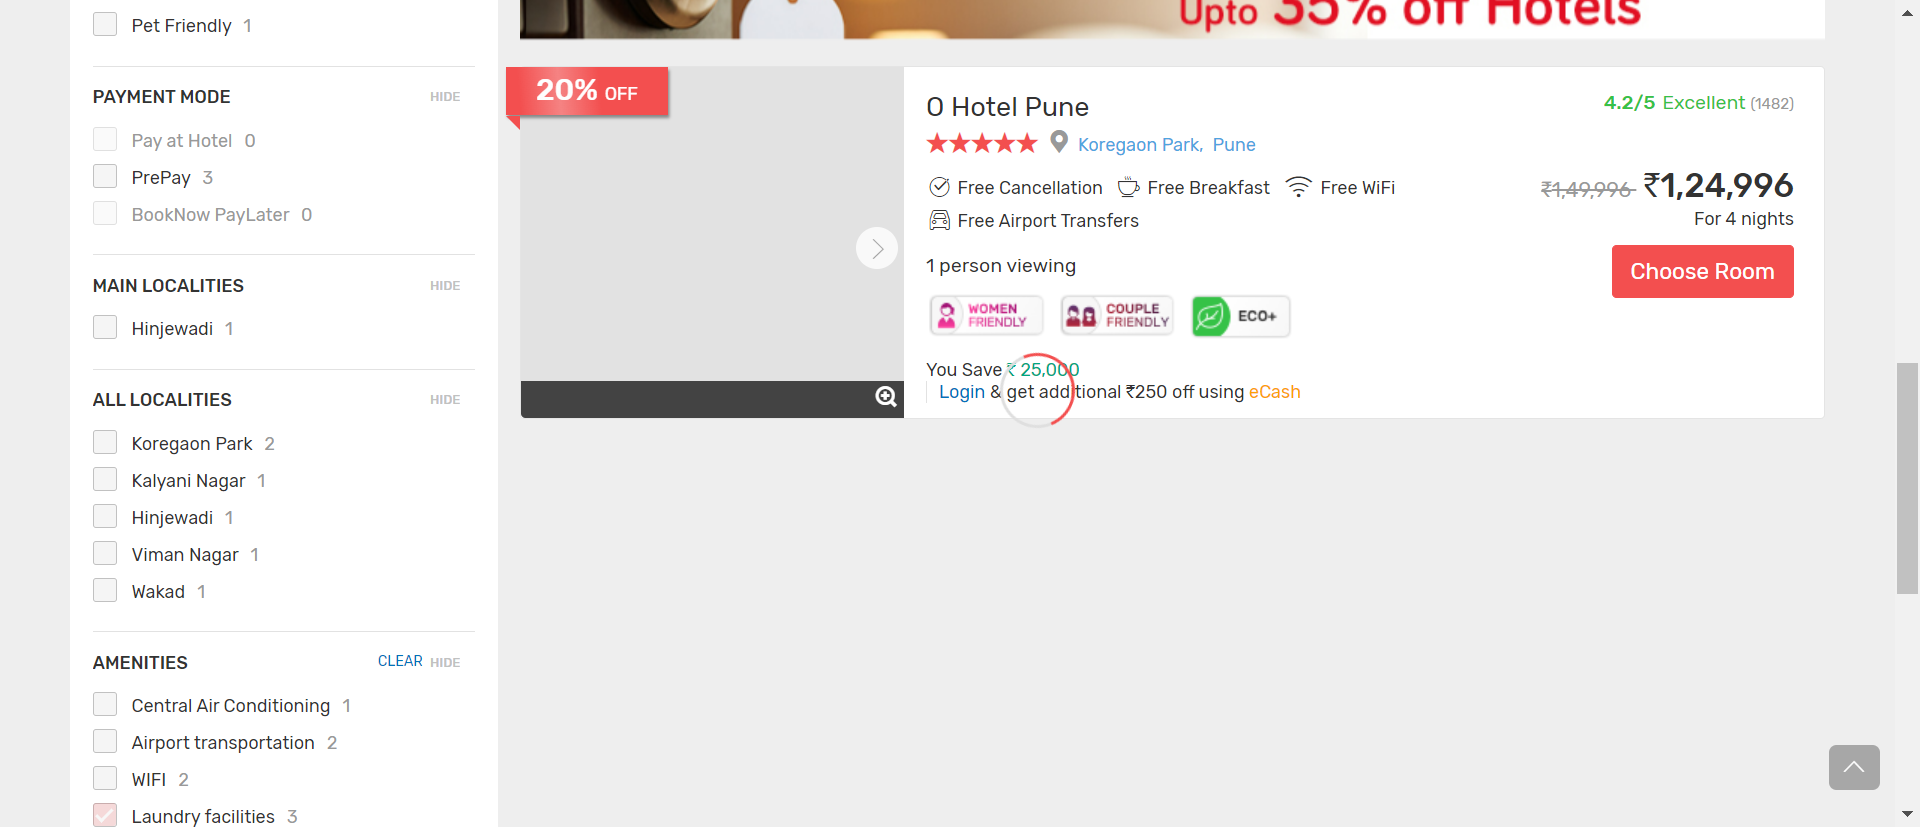 Pet Friendly 1
PAYMENT MODE HIDE
Pay at Hotel 0
PrePay 3
BookNow PayLater 0
MAIN LOCALITIES HIDE
Hinjewadi 1
ALL LOCALITIES HIDE
Koregaon Park 2
Kalyani Nagar 1
Hinjewadi 1
Viman Nagar 1
Wakad 1
AMENITIES CLEAR HIDE
Central Air Conditioning 1
Airport transportation 2
WIFI 2
Laundry facilities 3
Upto 35% off Hotels
20% OFF
O Hotel Pune
4.2/5 Excellent (1482)
Koregaon Park, Pune
Free Cancellation Free Breakfast Free WiFi
Free Airport Transfers
₹1,49,996 ₹1,24,996
For 4 nights
1 person viewing
Choose Room
WOMEN FRIENDLY
COUPLE FRIENDLY
ECO+
You Save ₹ 25,000
Login & get additional ₹250 off using eCash